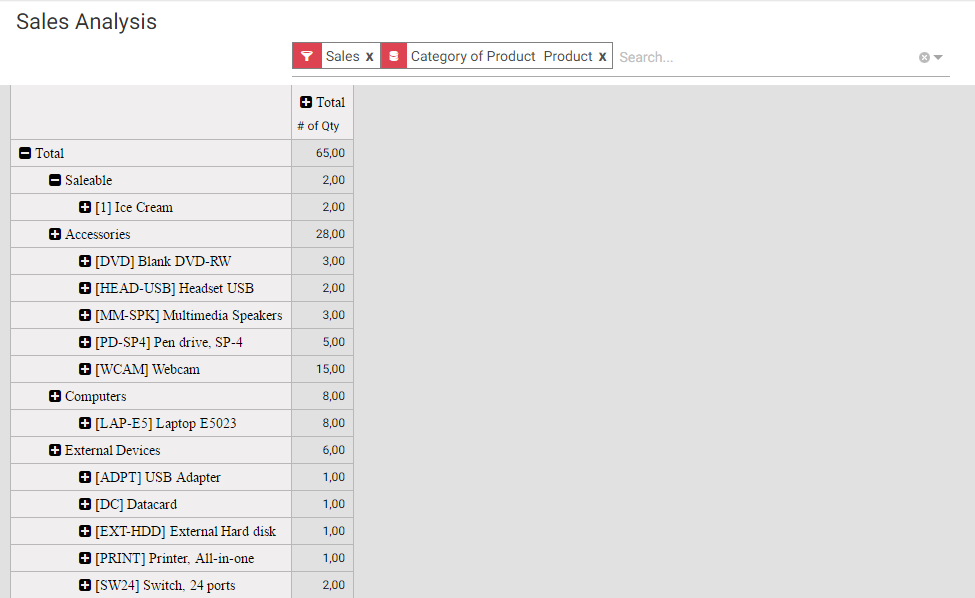 Sales Analysis
Sales x Category of Product Product x Search...
Total
# of Qty
Total 65,00
Saleable 2,00
[1] Ice Cream 2,00
Accessories 28,00
[DVD] Blank DVD-RW 3,00
[HEAD-USB] Headset USB 2,00
[MM-SPK] Multimedia Speakers 3,00
[PD-SP4] Pen drive, SP-4 5,00
[WCAM] Webcam 15,00
Computers 8,00
[LAP-E5] Laptop E5023 8,00
External Devices 6,00
[ADPT] USB Adapter 1,00
[DC] Datacard 1,00
[EXT-HDD] External Hard disk 1,00
[PRINT] Printer, All-in-one 1,00
[SW24] Switch, 24 ports 2,00